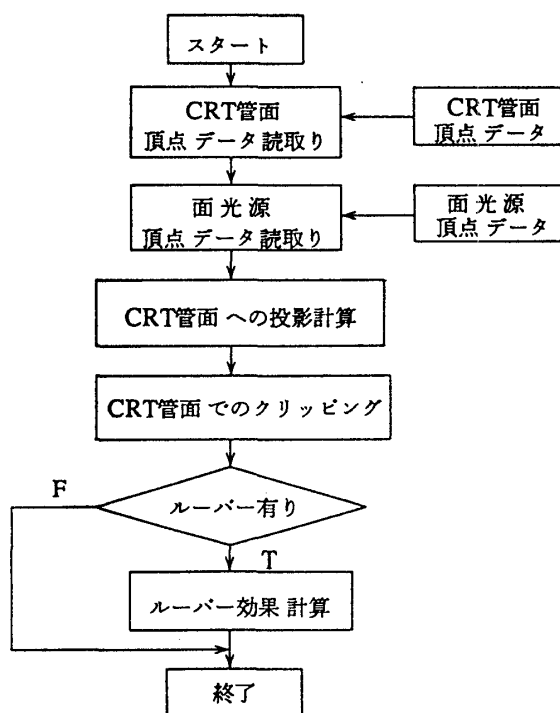 スタート
CRT管面
頂点 データ 読取り
CRT管面
頂点 データ
面 光 源
頂点 データ 読取り
面 光 源
頂点 データ
CRT管面 への投影計算
CRT管面 でのクリッピング
ルーバー有り
F
T
ルーバー効果 計算
終了